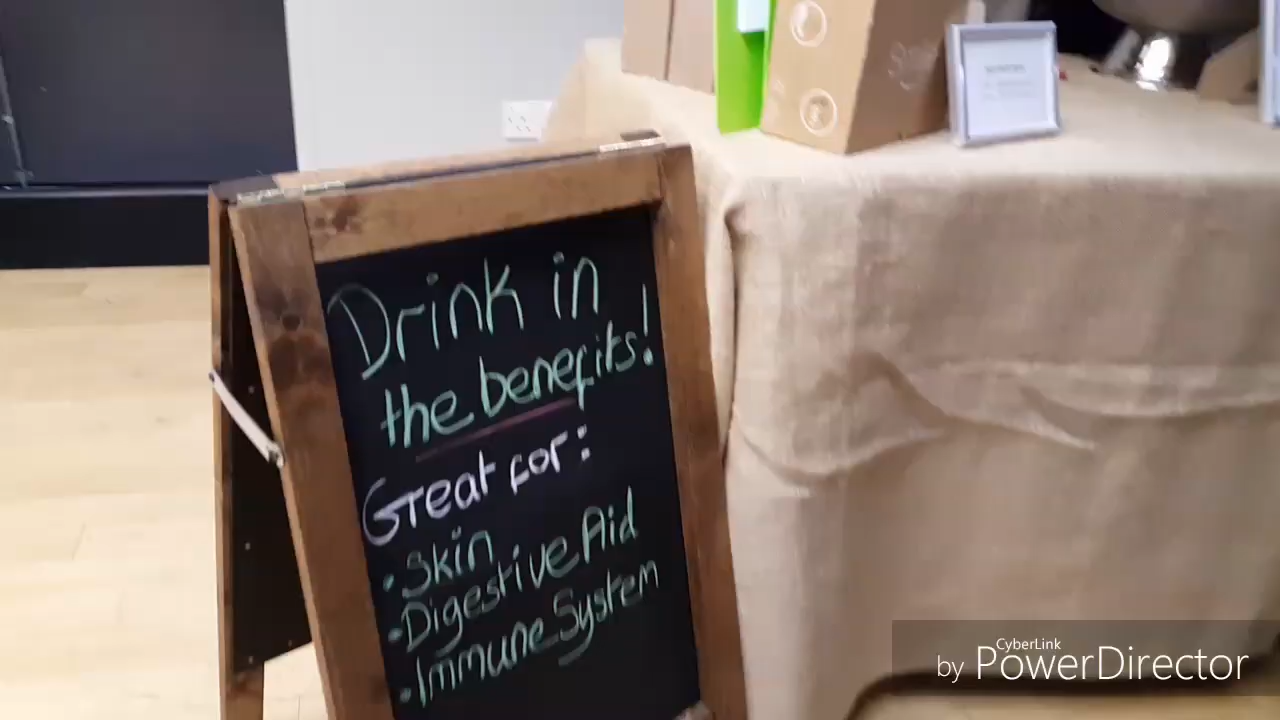 Drink in
the benefits!
Great for:
• Skin
• Digestive Aid
• Immune System
CyberLink
by PowerDirector